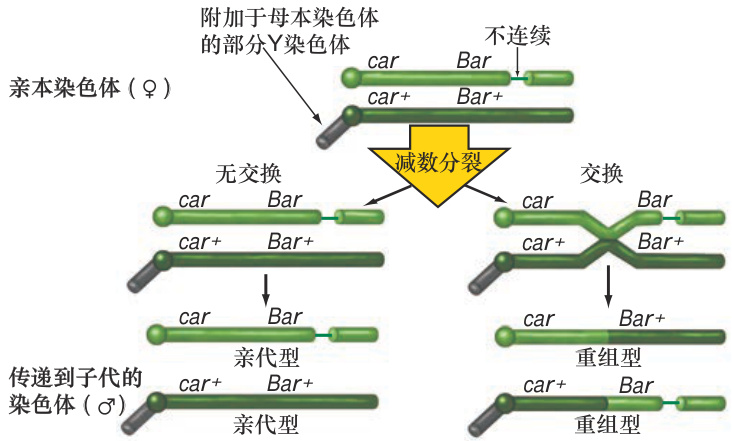 附加于母本染色体
的部分Y染色体
不连续
亲本染色体(♀)
car Bar
car+ Bar+
减数分裂
无交换
交换
car Bar
car+ Bar+
car Bar
car+ Bar+
car Bar
亲代型
car Bar+
重组型
传递到子代的
染色体(♂)
car+ Bar+
亲代型
car+ Bar
重组型